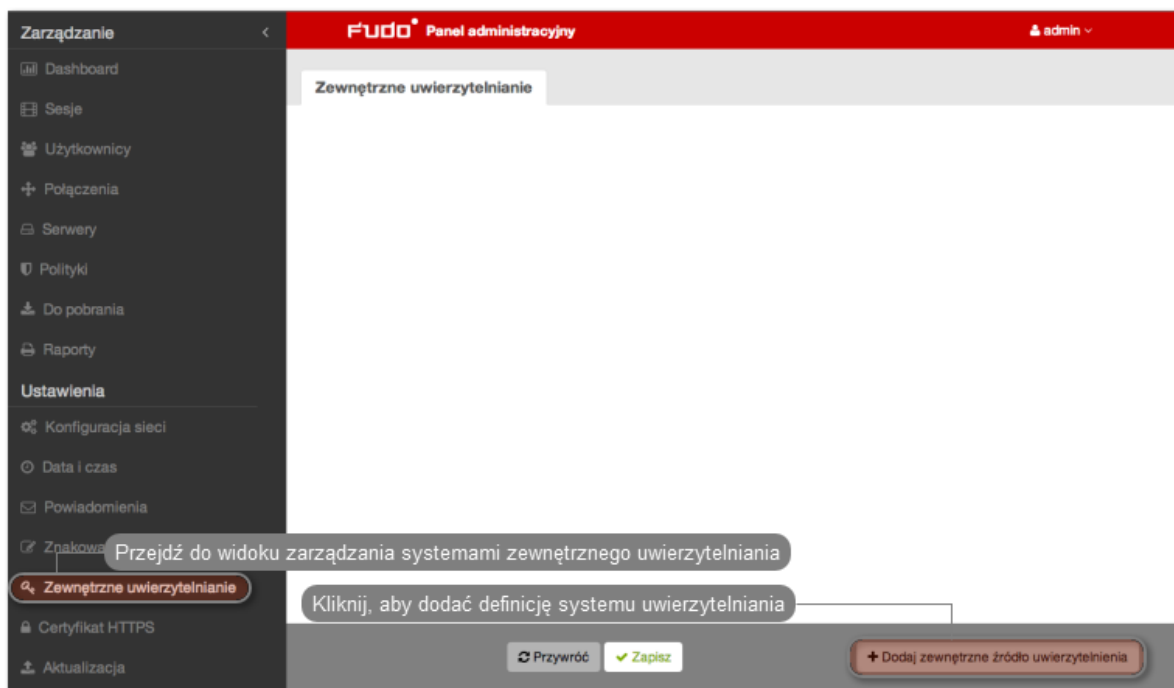 Zarządzanie
FUDO Panel administracyjny
admin
Dashboard
Zewnętrzne uwierzytelnianie
Sesje
Użytkownicy
Połączenia
Serwery
Polityki
Do pobrania
Raporty
Ustawienia
Konfiguracja sieci
Data i czas
Powiadomienia
Przejdź do widoku zarządzania systemami zewnętrznego uwierzytelniania
Zewnętrzne uwierzytelnianie
Kliknij, aby dodać definicję systemu uwierzytelniania
Certyfikat HTTPS
Przywróć
Zapisz
+ Dodaj zewnętrzne źródło uwierzytelnienia
Aktualizacja